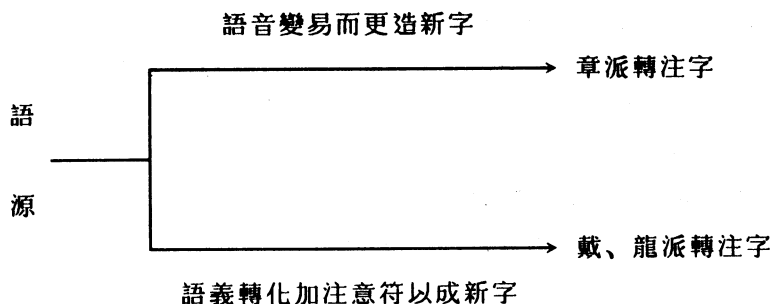 語音變易而更造新字
章派轉注字
語源
戴、龍派轉注字
語義轉化加注意符以成新字